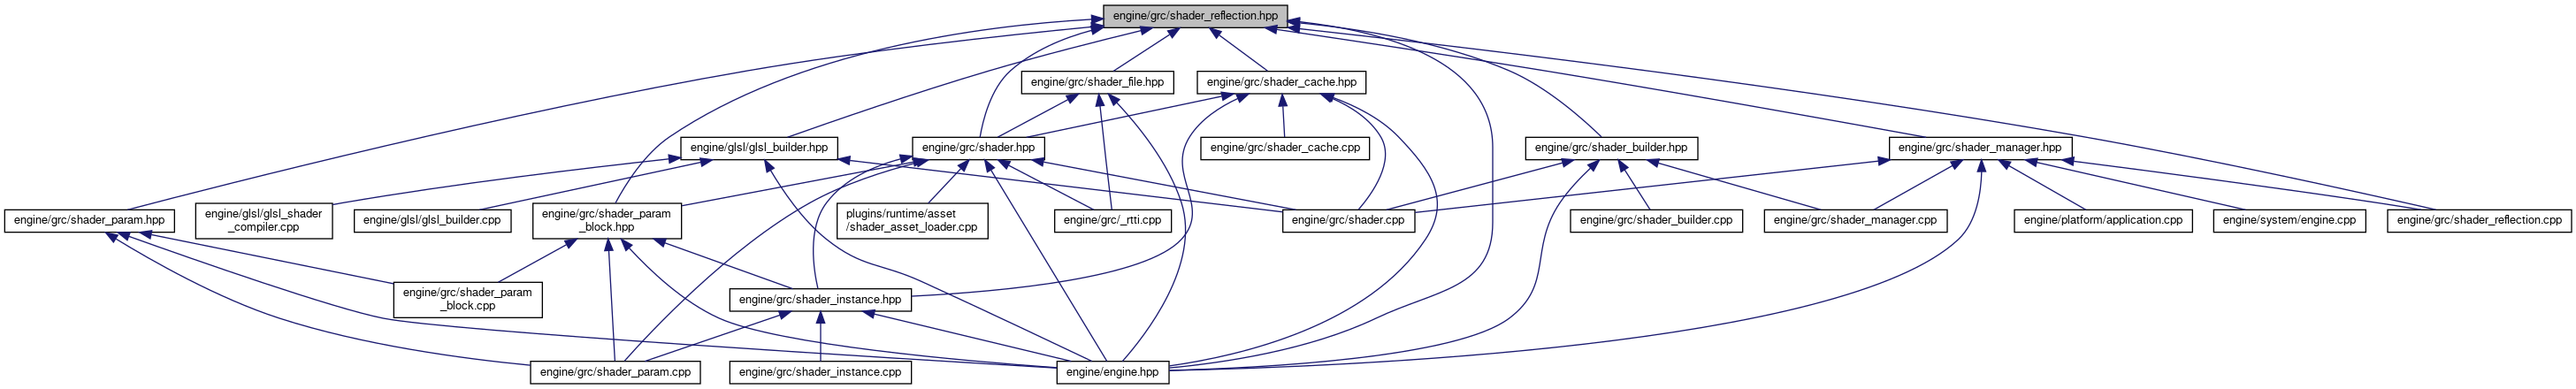 engine/grc/shader_reflection.hpp
engine/grc/shader_file.hpp
engine/grc/shader_cache.hpp
engine/glsl/glsl_builder.hpp
engine/grc/shader.hpp
engine/grc/shader_cache.cpp
engine/grc/shader_builder.hpp
engine/grc/shader_manager.hpp
engine/grc/shader_param.hpp
engine/glsl/glsl_shader
_compiler.cpp
engine/glsl/glsl_builder.cpp
engine/grc/shader_param
_block.hpp
plugins/runtime/asset
/shader_asset_loader.cpp
engine/grc/_rtti.cpp
engine/grc/shader.cpp
engine/grc/shader_builder.cpp
engine/grc/shader_manager.cpp
engine/platform/application.cpp
engine/system/engine.cpp
engine/grc/shader_reflection.cpp
engine/grc/shader_param
_block.cpp
engine/grc/shader_instance.hpp
engine/grc/shader_param.cpp
engine/grc/shader_instance.cpp
engine/engine.hpp